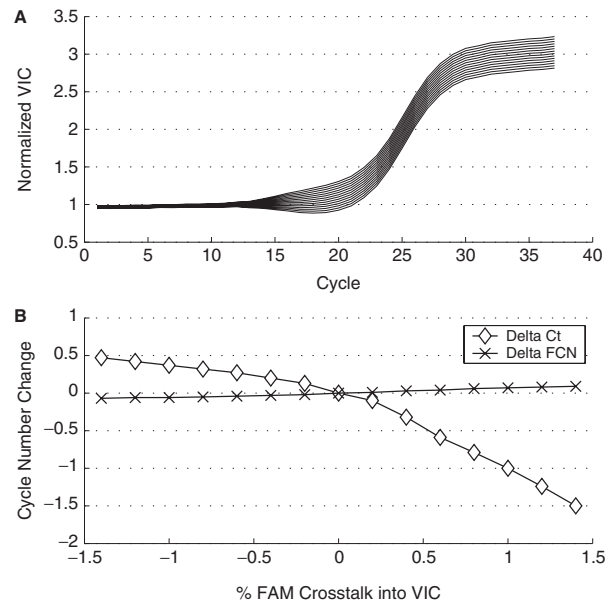 A
3.5
3
2.5
2
1.5
1
0.5
Normalized VIC
0 5 10 15 20 25 30 35 40
Cycle
B
1
0.5
0
−0.5
−1
−1.5
−2
Cycle Number Change
Delta Ct
Delta FCN
−1.5 −1 −0.5 0 0.5 1 1.5
% FAM Crosstalk into VIC